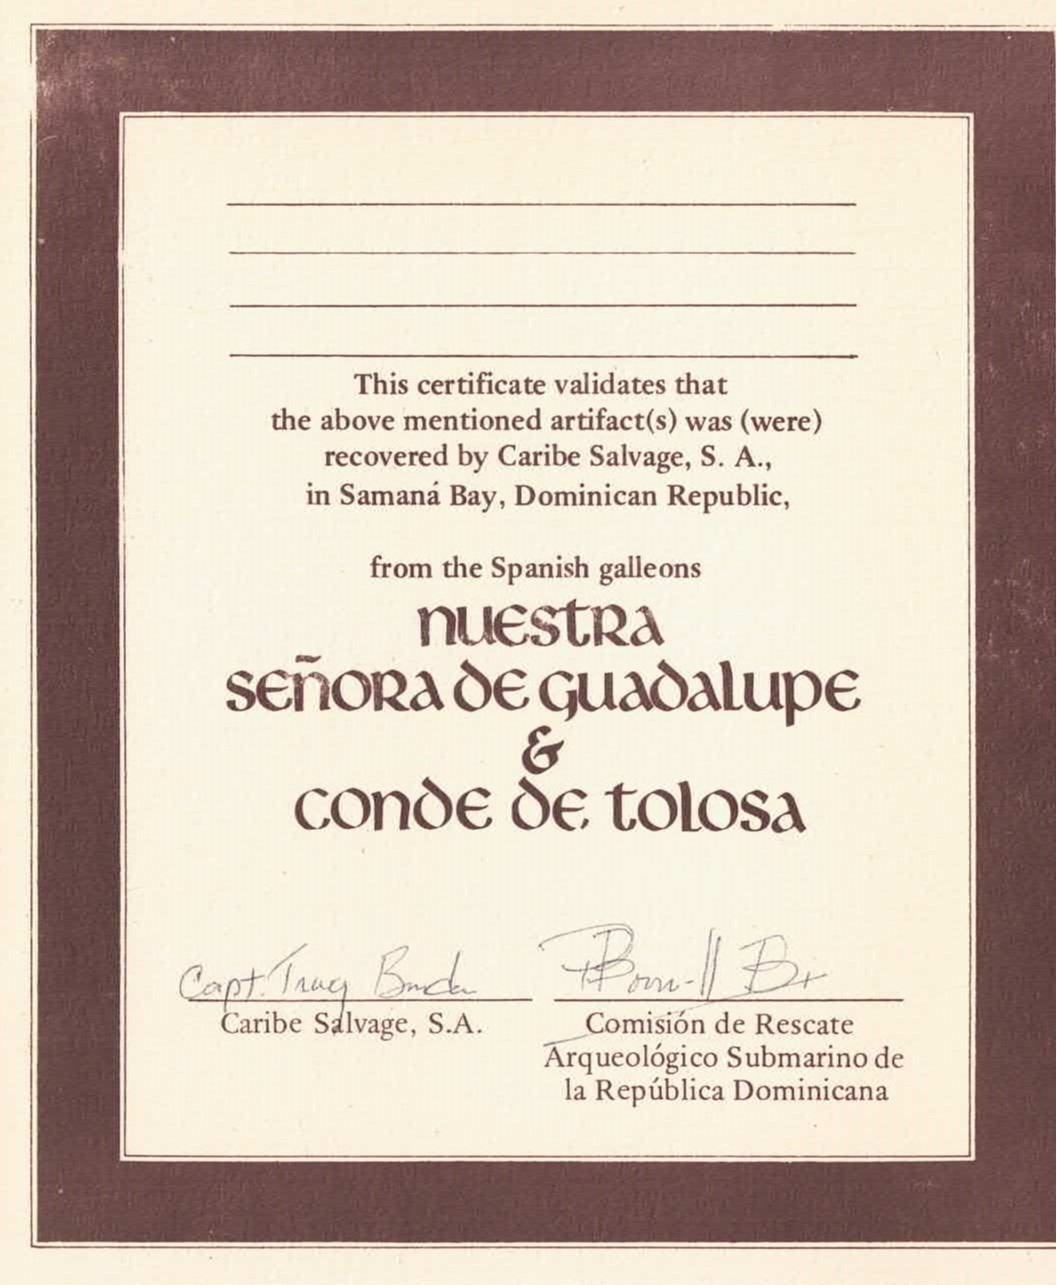 This certificate validates that
the above mentioned artifact(s) was (were)
recovered by Caribe Salvage, S. A.,
in Samaná Bay, Dominican Republic,
from the Spanish galleons
nuestra
señora de guadalupe
&
conde de tolosa
Capt. Tracy
Caribe Salvage, S.A.
Comisión de Rescate
Arqueológico Submarino de
la República Dominicana